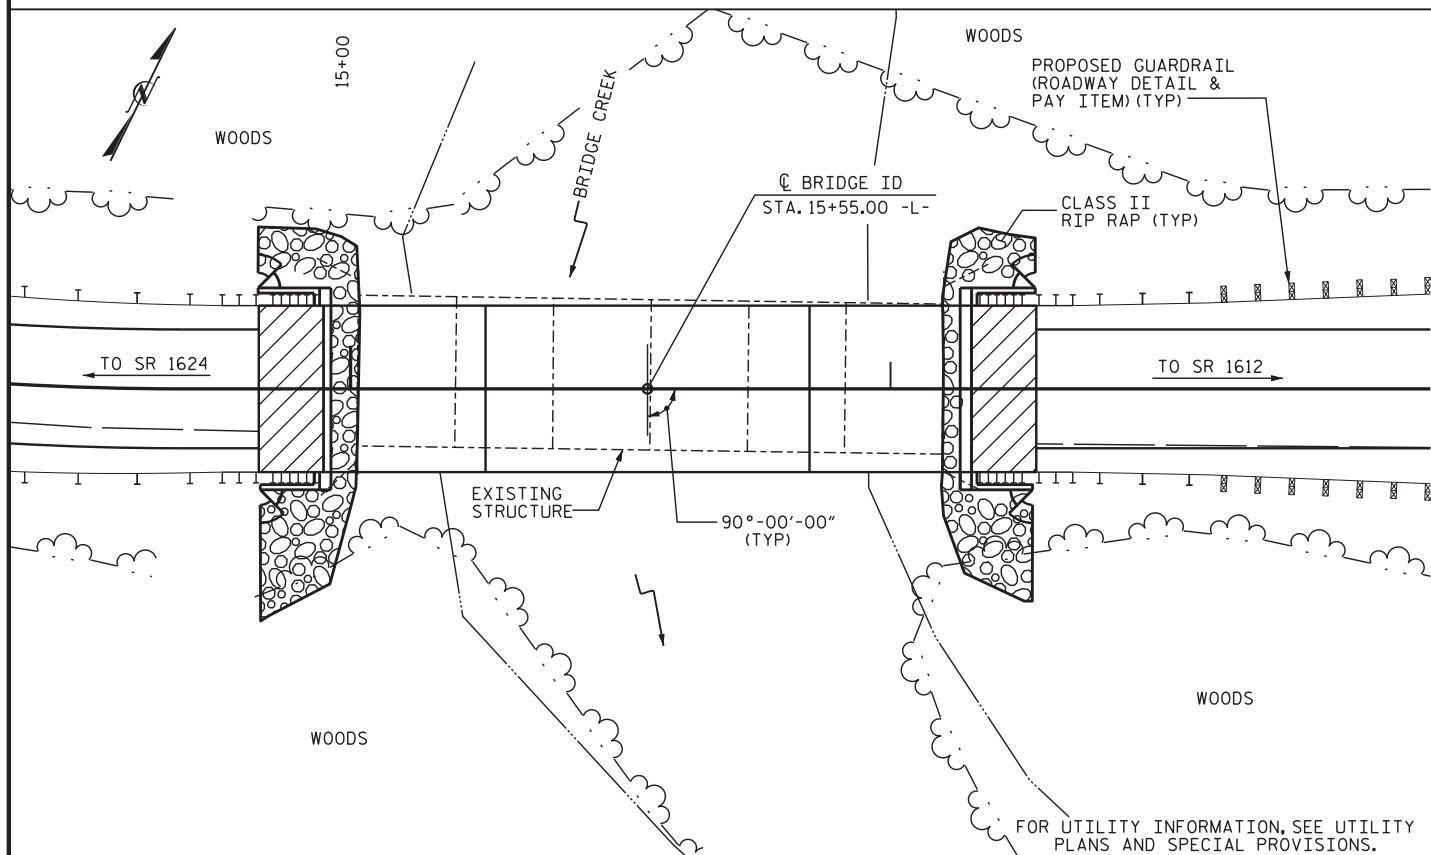 15+00
WOODS
PROPOSED GUARDRAIL
(ROADWAY DETAIL &
PAY ITEM) (TYP)
N
WOODS
BRIDGE CREEK
℄ BRIDGE ID
STA. 15+55.00 -L-
CLASS II
RIP RAP (TYP)
TO SR 1624
TO SR 1612
EXISTING
STRUCTURE
90°-00'-00"
(TYP)
WOODS
WOODS
FOR UTILITY INFORMATION, SEE UTILITY
PLANS AND SPECIAL PROVISIONS.